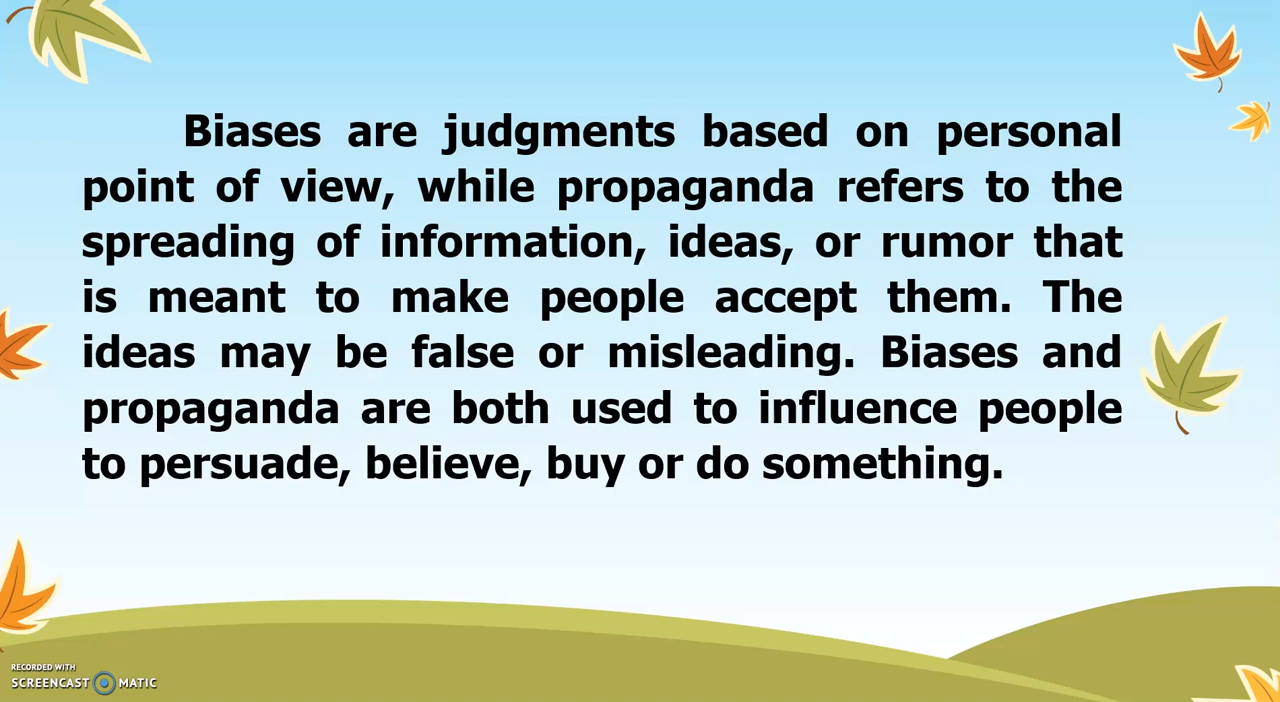 Biases are judgments based on personal
point of view, while propaganda refers to the
spreading of information, ideas, or rumor that
is meant to make people accept them. The
ideas may be false or misleading. Biases and
propaganda are both used to influence people
to persuade, believe, buy or do something.
RECORDED WITH
SCREENCAST MATIC